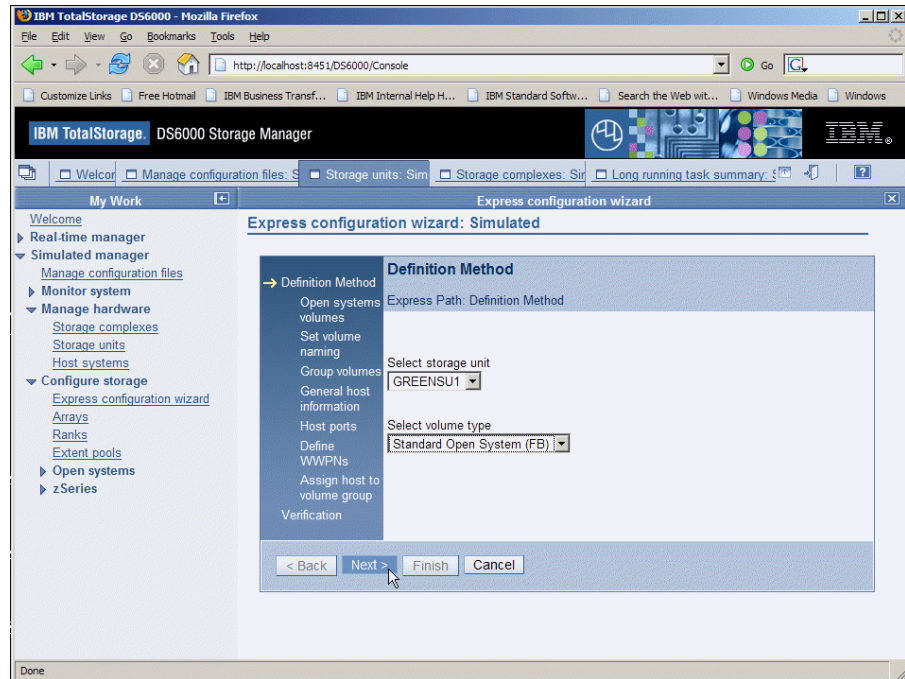 IBM TotalStorage DS6000 - Mozilla Firefox
File Edit View Go Bookmarks Tools Help
http://localhost:8451/DS6000/Console
Go
Customize Links Free Hotmail IBM Business Transf... IBM Internal Help H... IBM Standard Softw... Search the Web wit... Windows Media Windows
IBM TotalStorage. DS6000 Storage Manager
IBM
Welcor Manage configuration files: S Storage units: Sim Storage complexes: Sir Long running task summary: S ?
My Work
Express configuration wizard
Welcome
Real-time manager
Simulated manager
Manage configuration files
Monitor system
Manage hardware
Storage complexes
Storage units
Host systems
Configure storage
Express configuration wizard
Arrays
Ranks
Extent pools
Open systems
zSeries
Express configuration wizard: Simulated
Definition Method
Open systems
volumes
Set volume
naming
Group volumes
General host
information
Host ports
Define
WWPNs
Assign host to
volume group
Verification
Definition Method
Express Path: Definition Method
Select storage unit
GREENSU1
Select volume type
Standard Open System (FB)
< Back Next > Finish Cancel
Done